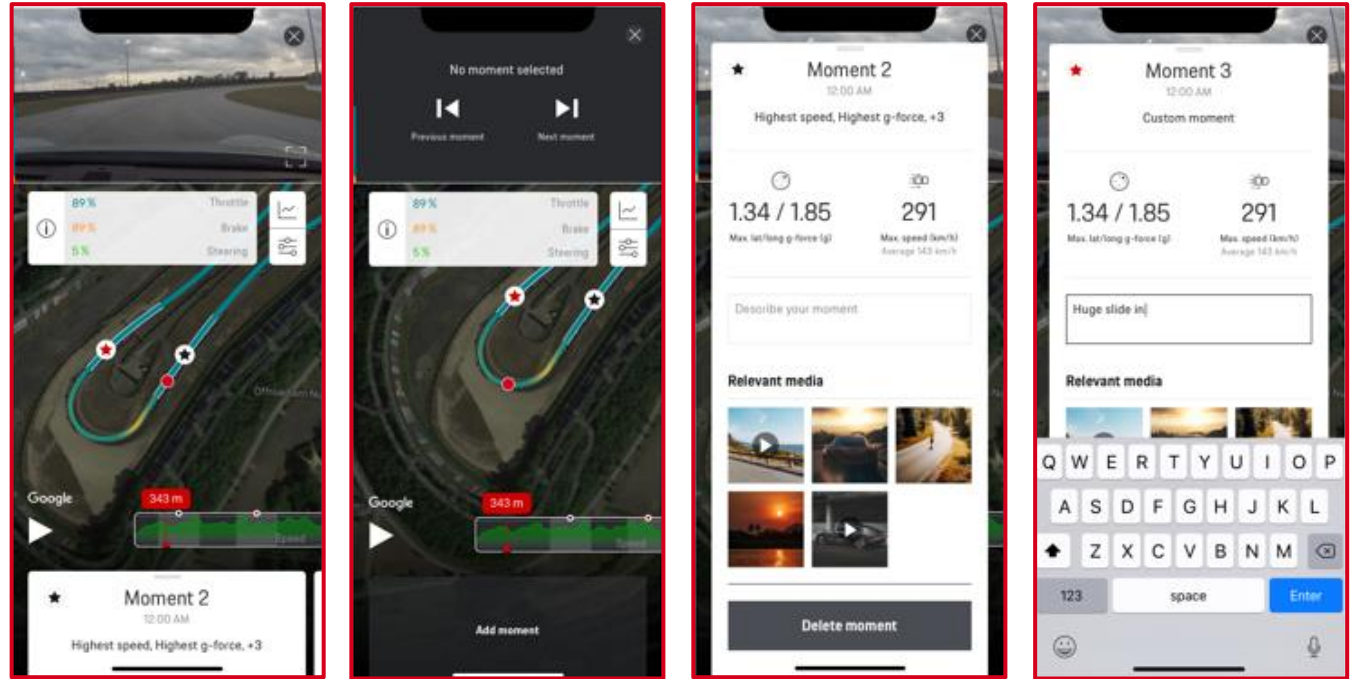 89 % Throttle
89 % Brake
5 % Steering
Google
343 m
Speed
Moment 2
12:00 AM
Highest speed, Highest g-force, +3
No moment selected
Previous moment Next moment
89 % Throttle
89 % Brake
5 % Steering
Google
343 m
Speed
Add moment
Moment 2
12:00 AM
Highest speed, Highest g-force, +3
1.34 / 1.85 291
Max. lat/long g-force (g) Max. speed (km/h)
Average 143 km/h
Describe your moment
Relevant media
Delete moment
Moment 3
12:00 AM
Custom moment
1.34 / 1.85 291
Max. lat/long g-force (g) Max. speed (km/h)
Average 143 km/h
Huge slide in
Relevant media
Q W E R T Y U I O P
A S D F G H J K L
Z X C V B N M
123 space Enter